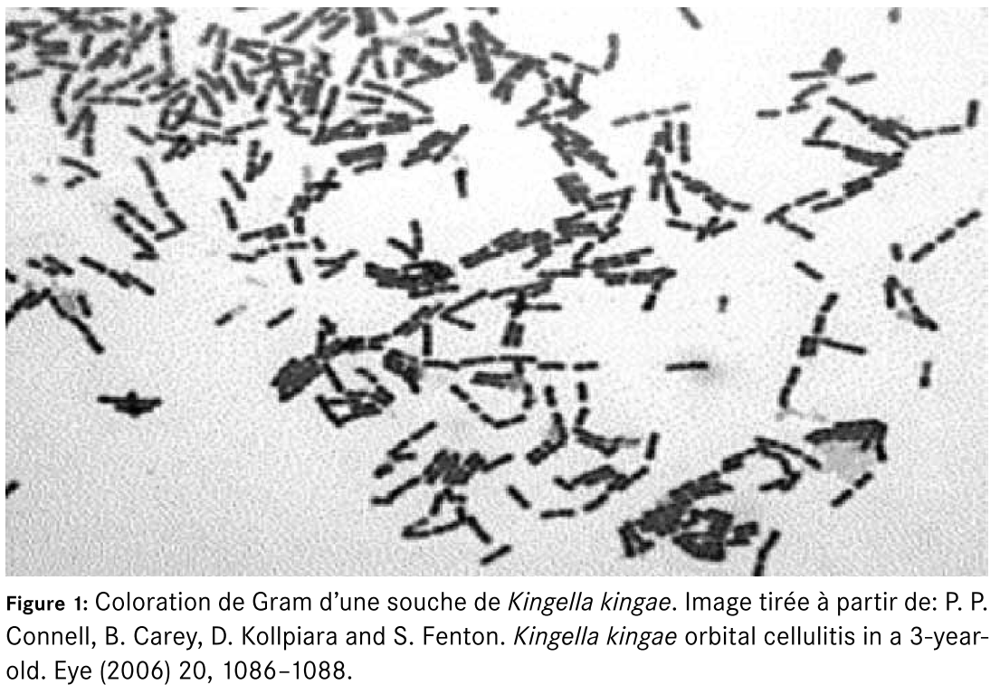 Figure 1: Coloration de Gram d'une souche de Kingella kingae. Image tirée à partir de: P. P.
Connell, B. Carey, D. Kollpiara and S. Fenton. Kingella kingae orbital cellulitis in a 3-year-
old. Eye (2006) 20, 1086–1088.